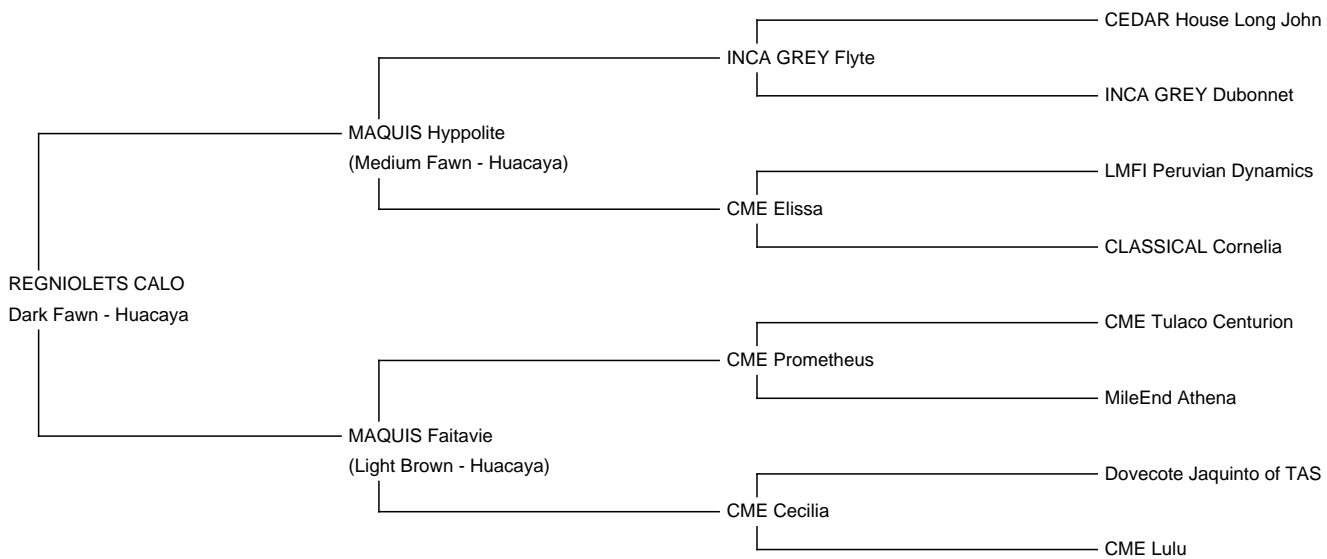 CEDAR House Long John
INCA GREY Flyte
INCA GREY Dubonnet
MAQUIS Hyppolite
(Medium Fawn - Huacaya)
LMFI Peruvian Dynamics
CME Elissa
CLASSICAL Cornelia
REGNIOLETS CALO
Dark Fawn - Huacaya
CME Tulaco Centurion
CME Prometheus
MileEnd Athena
MAQUIS Faitavie
(Light Brown - Huacaya)
Dovecote Jaquinto of TAS
CME Cecilia
CME Lulu